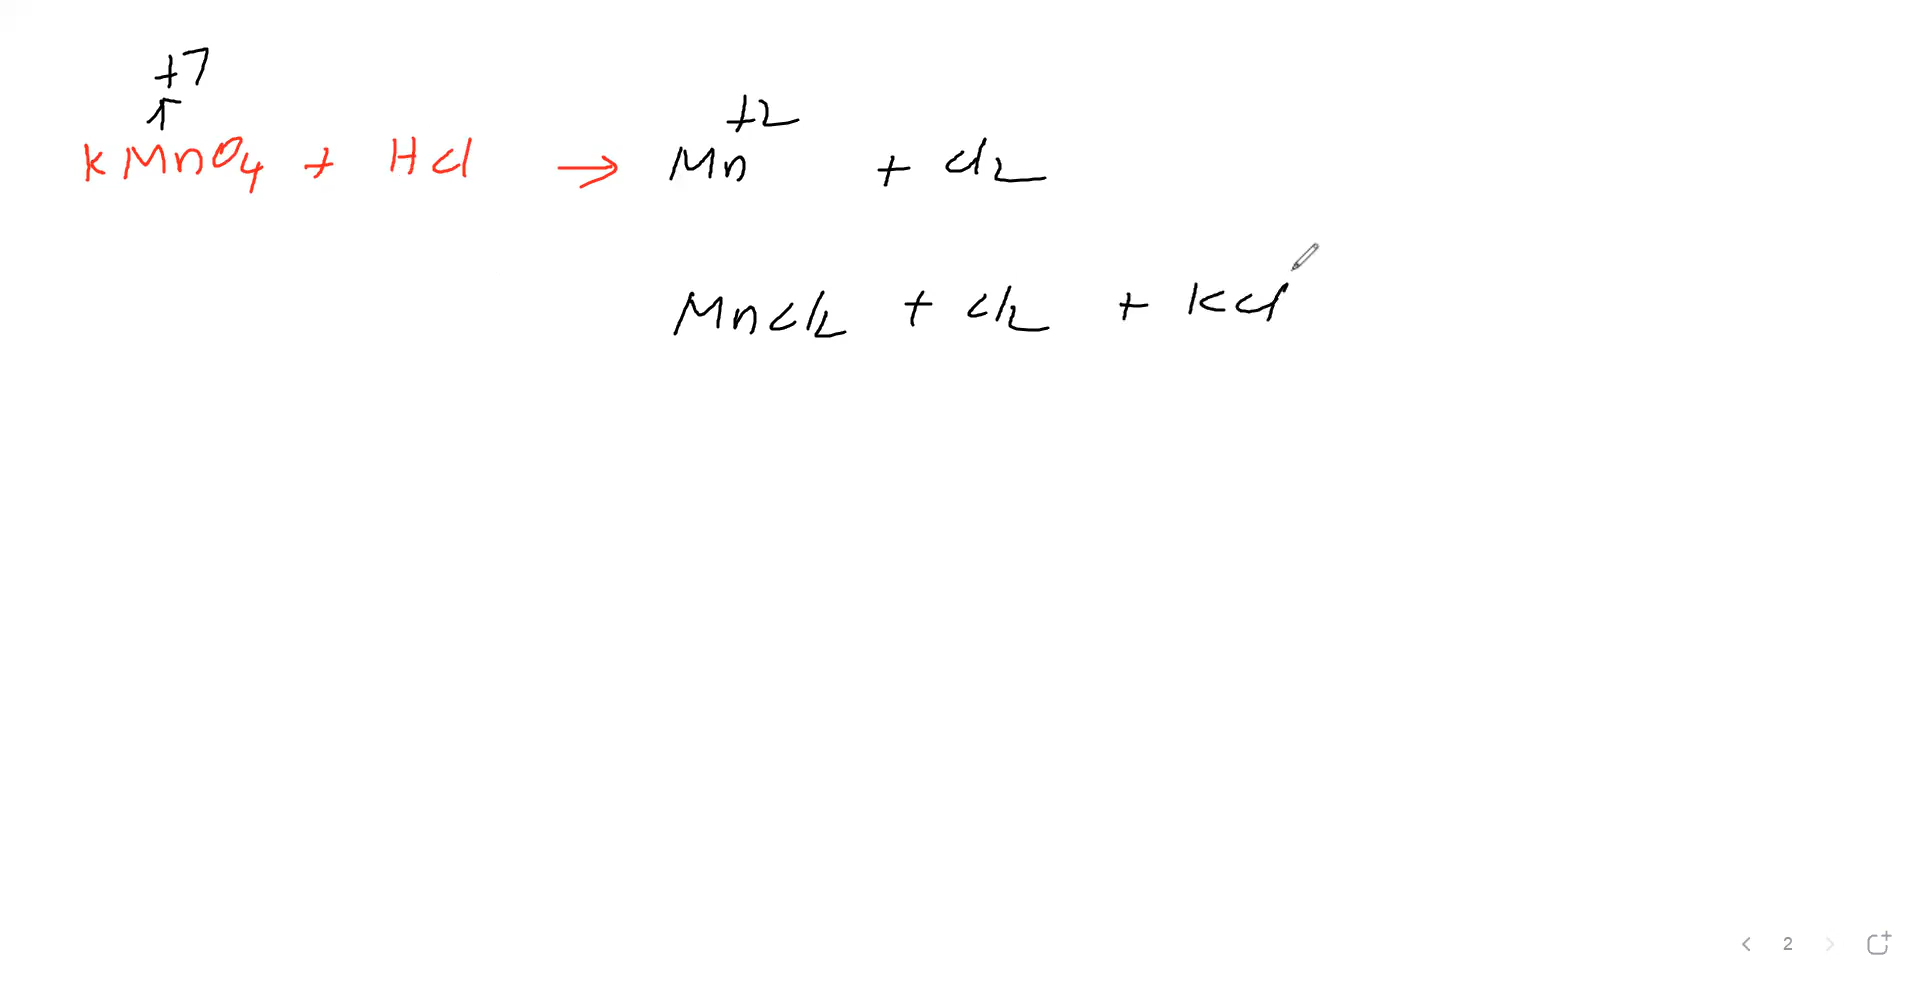 +7
↑ +2
KMnO4 + HCl → Mn + Cl2
MnCl2 + Cl2 + KCl
2